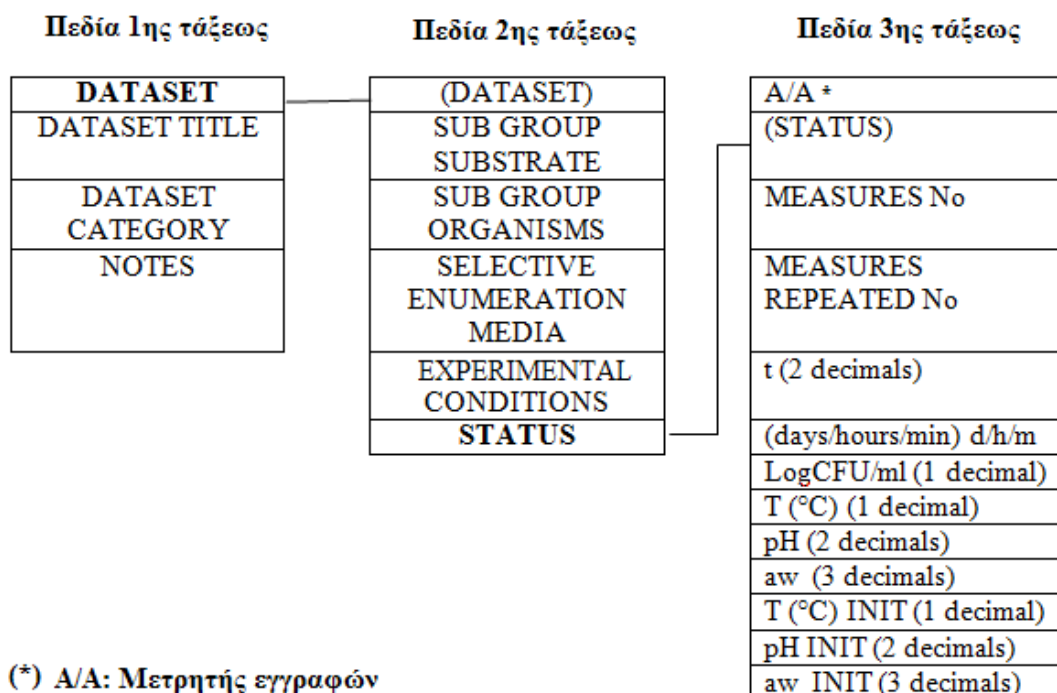 Πεδία 1ης τάξεως
Πεδία 2ης τάξεως
Πεδία 3ης τάξεως
DATASET
DATASET TITLE
DATASET
CATEGORY
NOTES
(DATASET)
SUB GROUP
SUBSTRATE
SUB GROUP
ORGANISMS
SELECTIVE
ENUMERATION
MEDIA
EXPERIMENTAL
CONDITIONS
STATUS
A/A *
(STATUS)
MEASURES No
MEASURES
REPEATED No
t (2 decimals)
(days/hours/min) d/h/m
LogCFU/ml (1 decimal)
T (°C) (1 decimal)
pH (2 decimals)
aw (3 decimals)
T (°C) INIT (1 decimal)
pH INIT (2 decimals)
aw INIT (3 decimals)
(*) A/A: Μετρητής εγγραφών